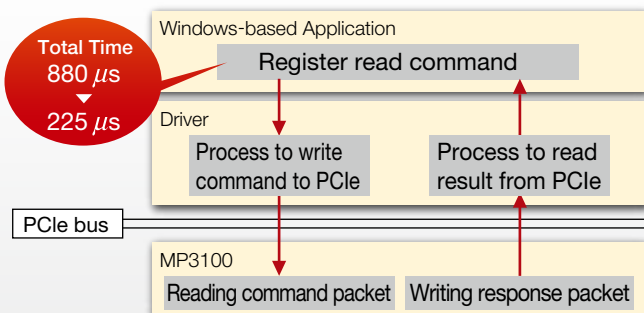 Total Time
880 μs
225 μs
Windows-based Application
Register read command
Driver
Process to write
command to PCIe
Process to read
result from PCIe
PCIe bus
MP3100
Reading command packet
Writing response packet